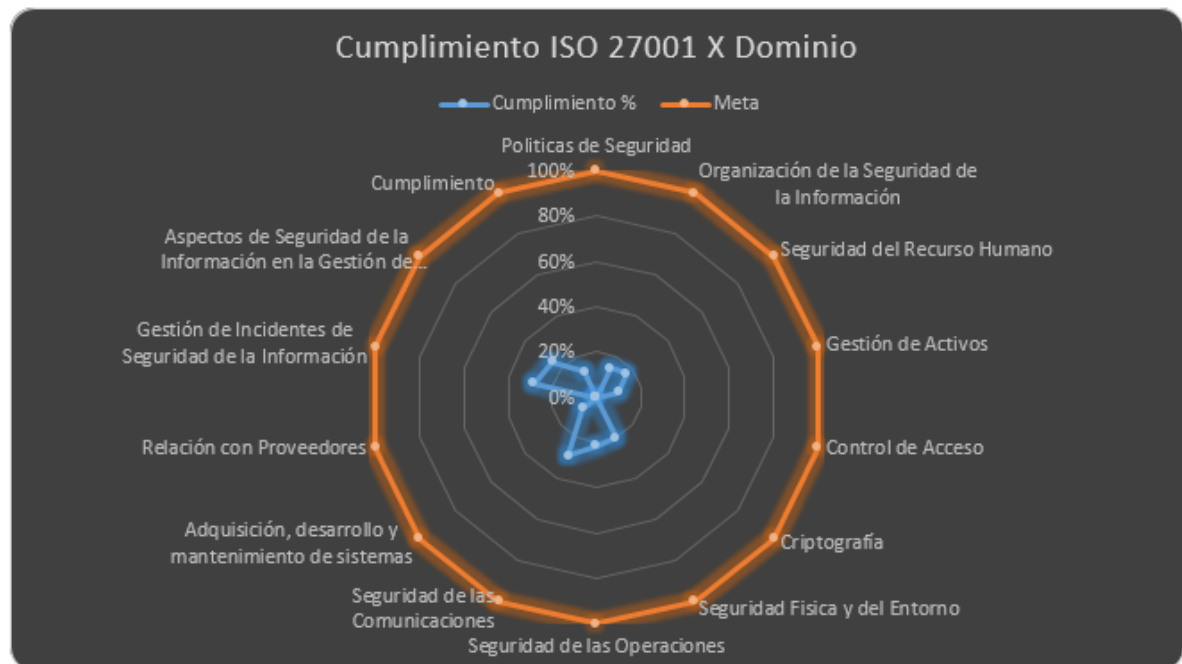 Cumplimiento ISO 27001 X Dominio
Cumplimiento %
Meta
Politicas de Seguridad
100%
80%
60%
40%
20%
0%
Organización de la Seguridad de
la Información
Seguridad del Recurso Humano
Gestión de Activos
Control de Acceso
Criptografía
Seguridad Fisica y del Entorno
Seguridad de las Operaciones
Seguridad de las
Comunicaciones
Adquisición, desarrollo y
mantenimiento de sistemas
Relación con Proveedores
Gestión de Incidentes de
Seguridad de la Información
Aspectos de Seguridad de la
Información en la Gestión de...
Cumplimiento